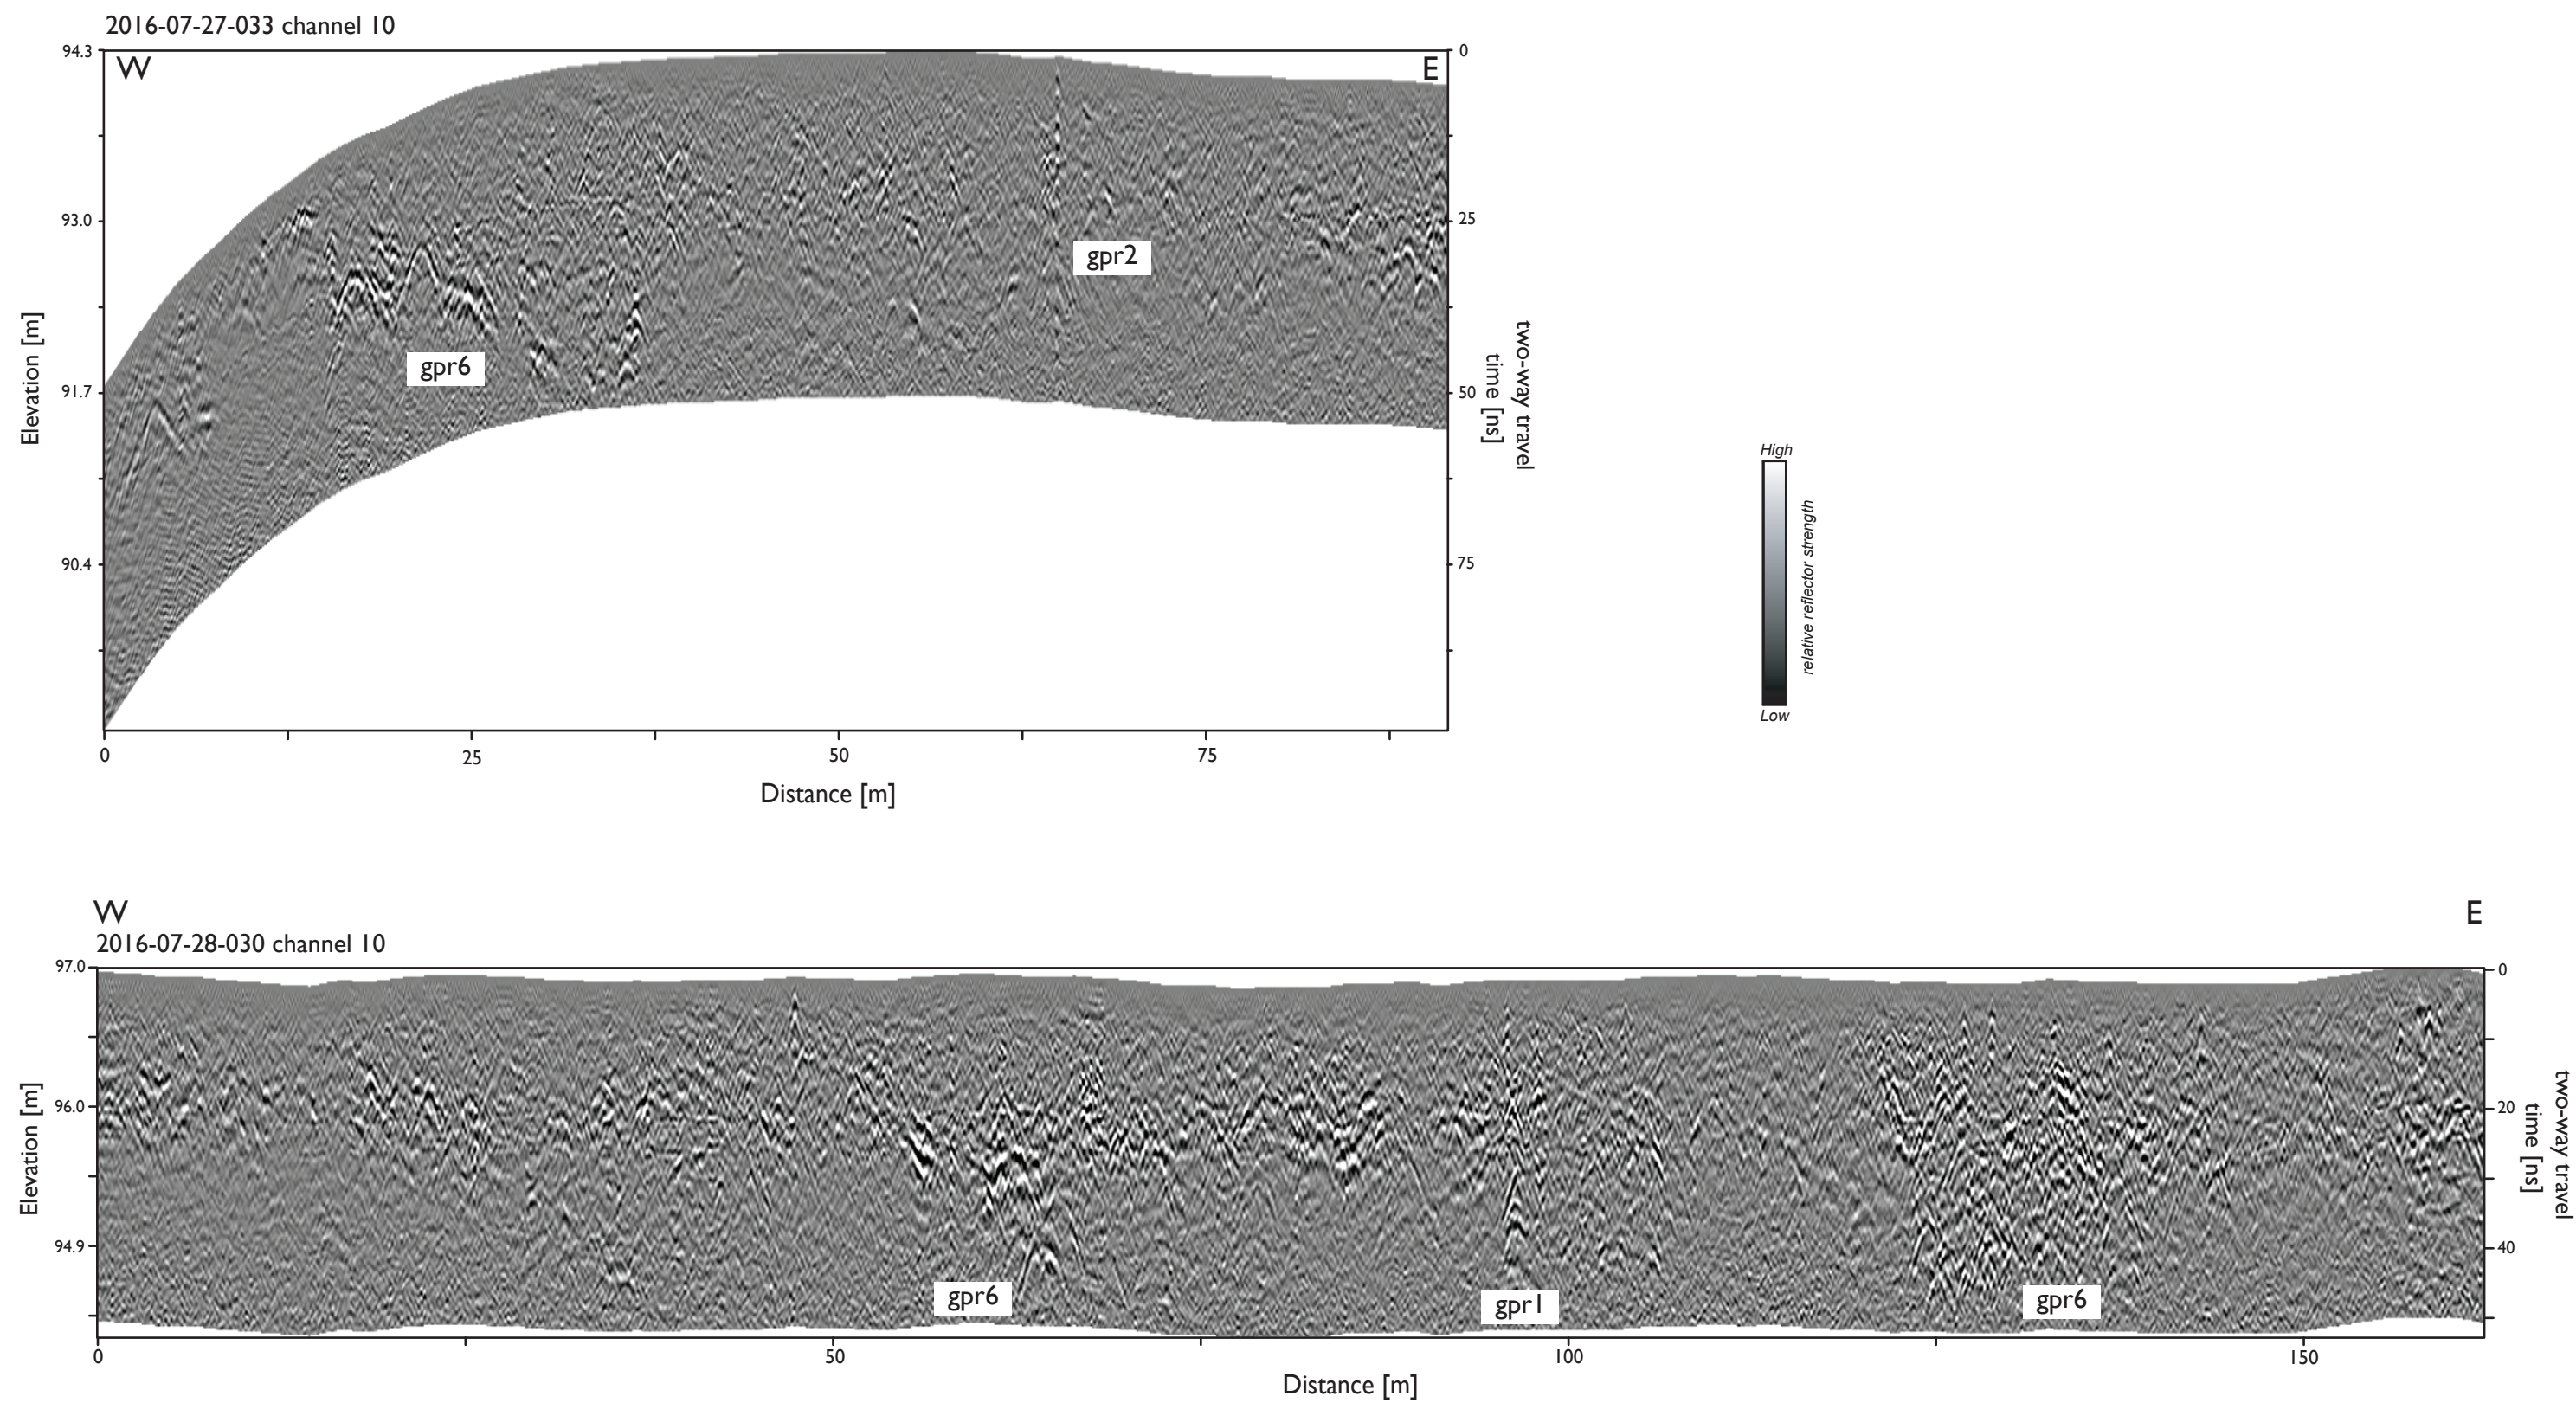 2016-07-27-033 channel 10
W
E
94.3
93.0
91.7
90.4
Elevation [m]
0
25
50
75
two-way travel
time [ns]
gpr2
gpr6
0
25
50
75
Distance [m]
High
relative reflector strength
Low
W
E
2016-07-28-030 channel 10
97.0
96.0
94.9
Elevation [m]
0
20
40
two-way travel
time [ns]
gpr6
gpr1
gpr6
0
50
100
150
Distance [m]